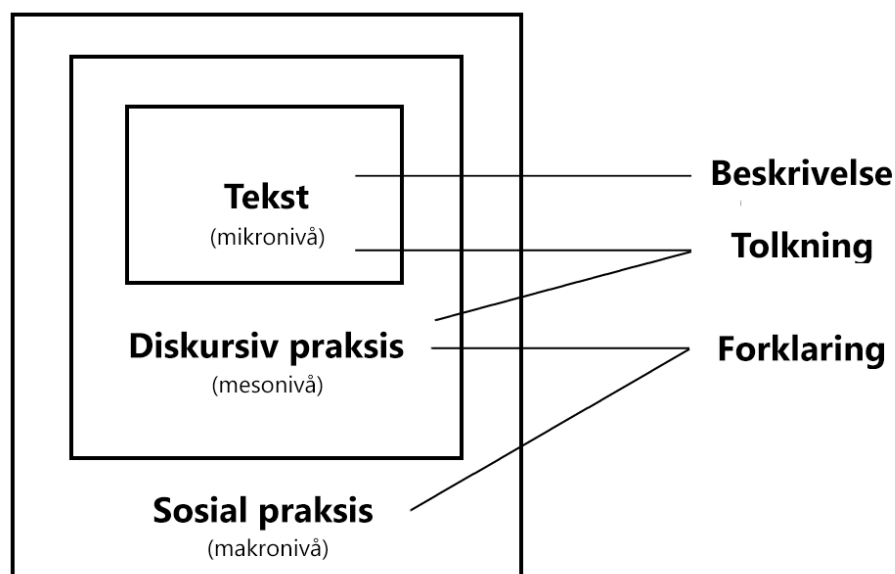 Tekst
(mikronivå)
Diskursiv praksis
(mesonivå)
Sosial praksis
(makronivå)
Beskrivelse
Tolkning
Forklaring